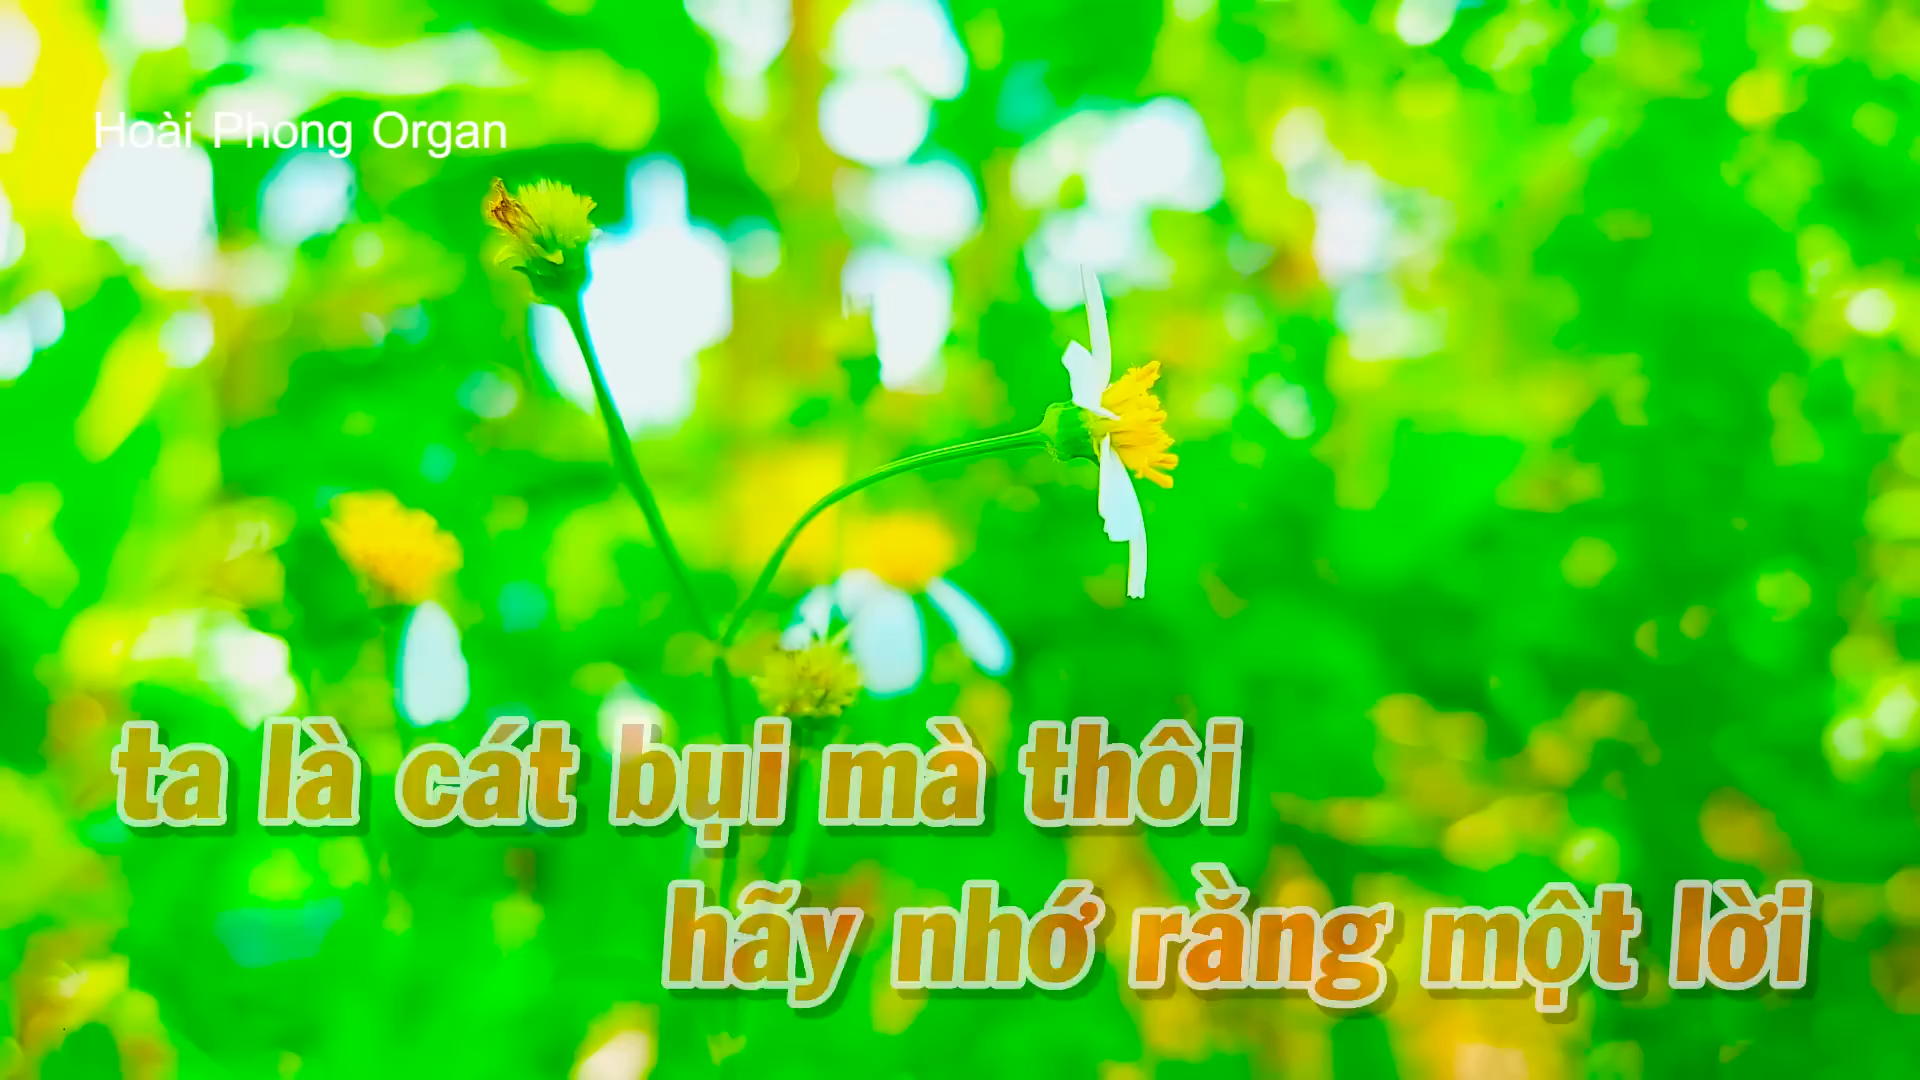 Hoài Phong Organ
ta là cát bụi mà thôi
hãy nhớ rằng một lời